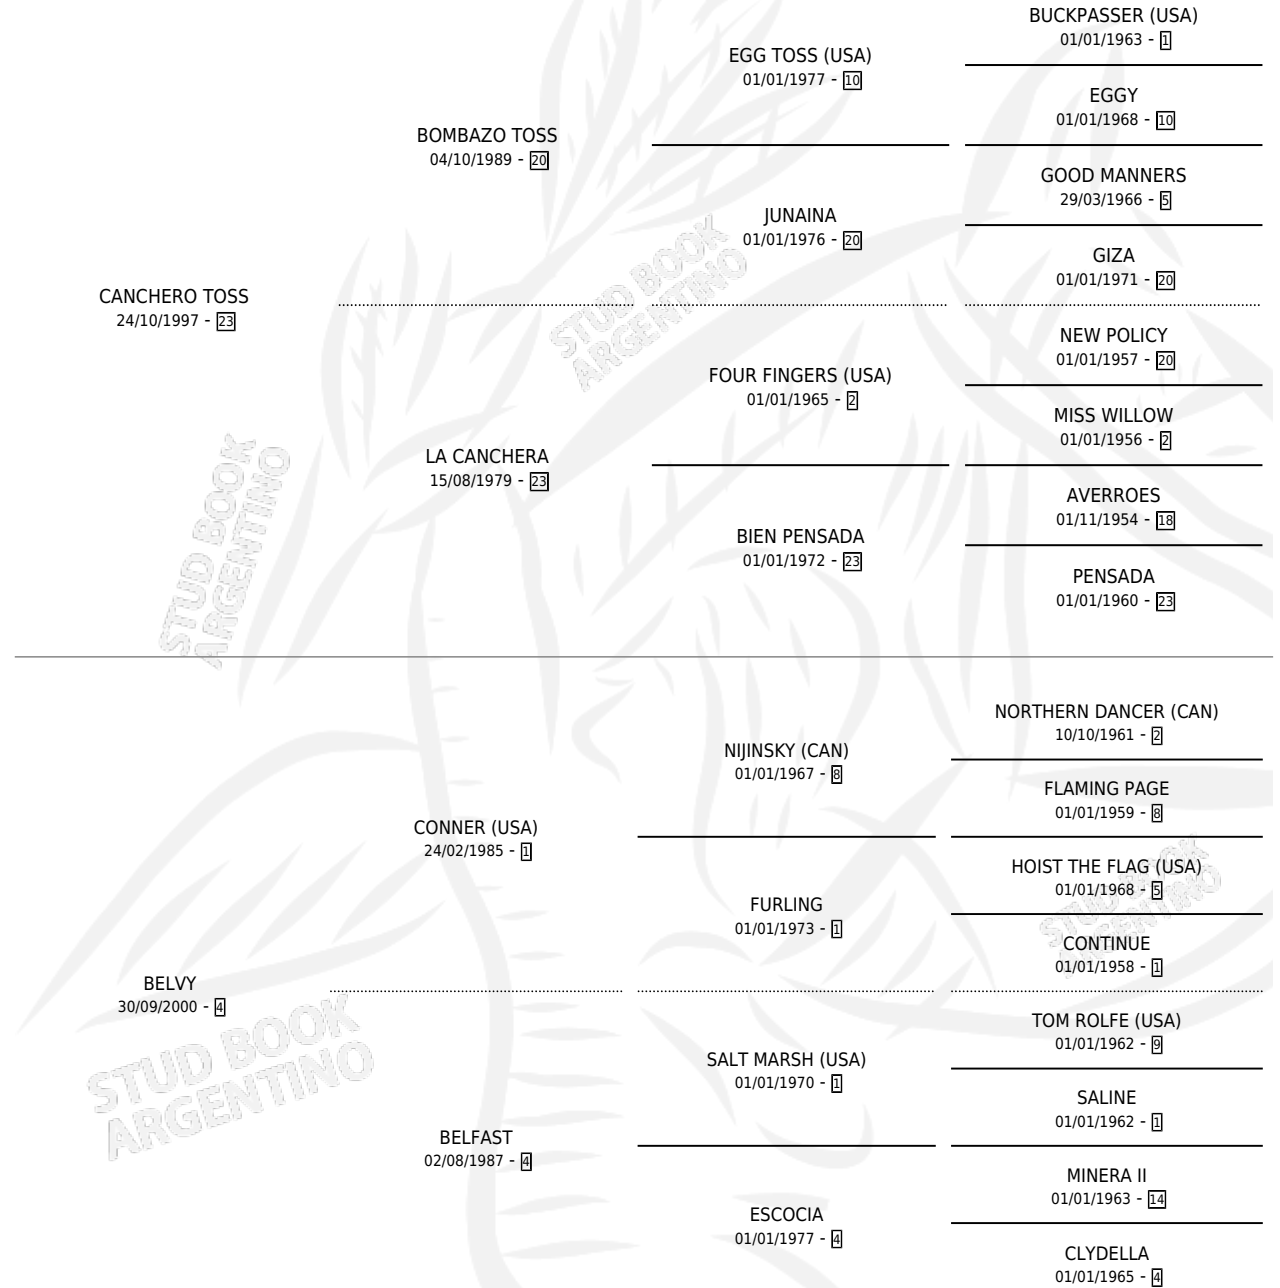 BUCKPASSER (USA)
01/01/1963 - 1
EGG TOSS (USA)
01/01/1977 - 10
EGGY
01/01/1968 - 10
BOMBAZO TOSS
04/10/1989 - 20
GOOD MANNERS
29/03/1966 - 5
JUNAINA
01/01/1976 - 20
GIZA
01/01/1971 - 20
CANCHERO TOSS
24/10/1997 - 23
NEW POLICY
01/01/1957 - 20
FOUR FINGERS (USA)
01/01/1965 - 2
MISS WILLOW
01/01/1956 - 2
LA CANCHERA
15/08/1979 - 23
AVERROES
01/11/1954 - 18
BIEN PENSADA
01/01/1972 - 23
PENSADA
01/01/1960 - 23
STUD BOOK
ARGENTINO
STUD BOOK
ARGENTINO
NORTHERN DANCER (CAN)
10/10/1961 - 2
NIJINSKY (CAN)
01/01/1967 - 8
FLAMING PAGE
01/01/1959 - 8
CONNER (USA)
24/02/1985 - 1
HOIST THE FLAG (USA)
01/01/1968 - 5
FURLING
01/01/1973 - 1
CONTINUE
01/01/1958 - 1
BELVY
30/09/2000 - 4
TOM ROLFE (USA)
01/01/1962 - 9
SALT MARSH (USA)
01/01/1970 - 1
SALINE
01/01/1962 - 1
BELFAST
02/08/1987 - 4
MINERA II
01/01/1963 - 14
ESCOCIA
01/01/1977 - 4
CLYDELLA
01/01/1965 - 4
STUD BOOK
ARGENTINO
STUD BOOK
ARGENTINO